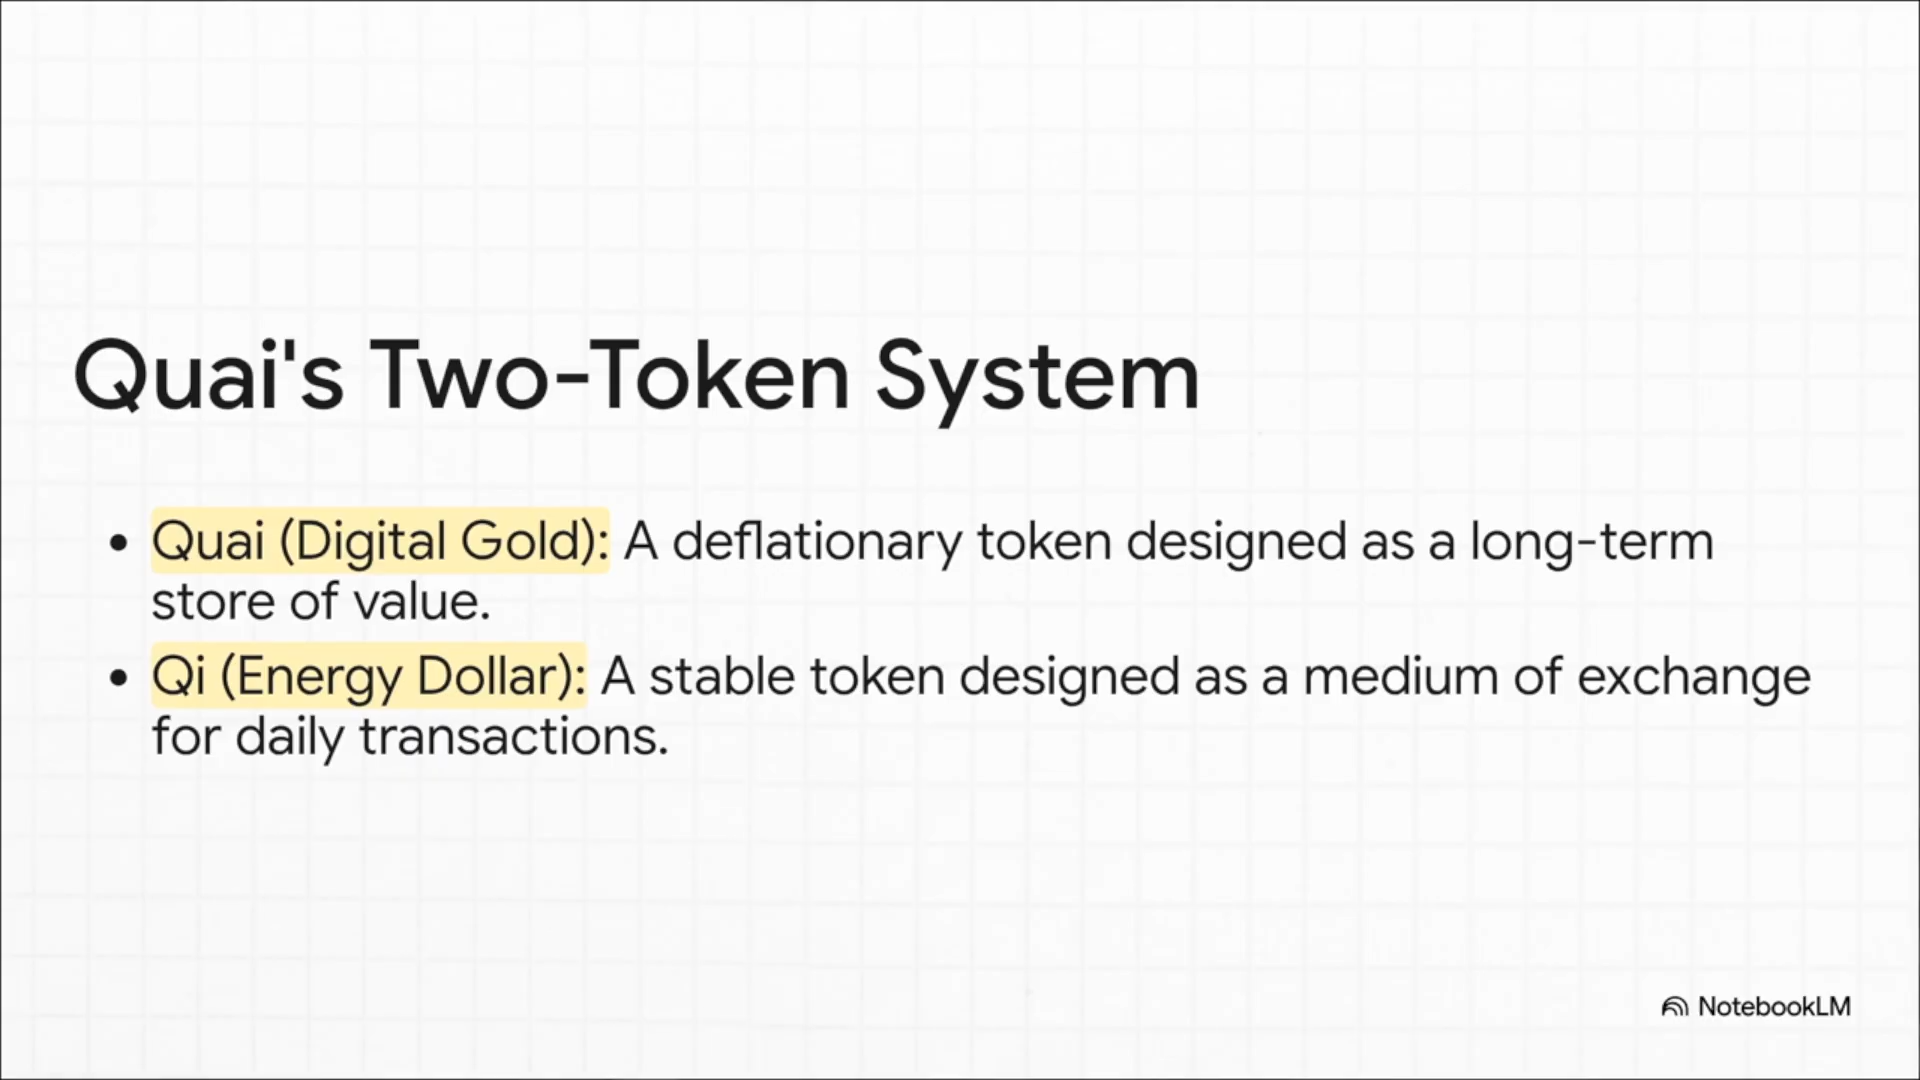 Quai's Two-Token System
• Quai (Digital Gold): A deflationary token designed as a long-term
store of value.
• Qi (Energy Dollar): A stable token designed as a medium of exchange
for daily transactions.
NotebookLM